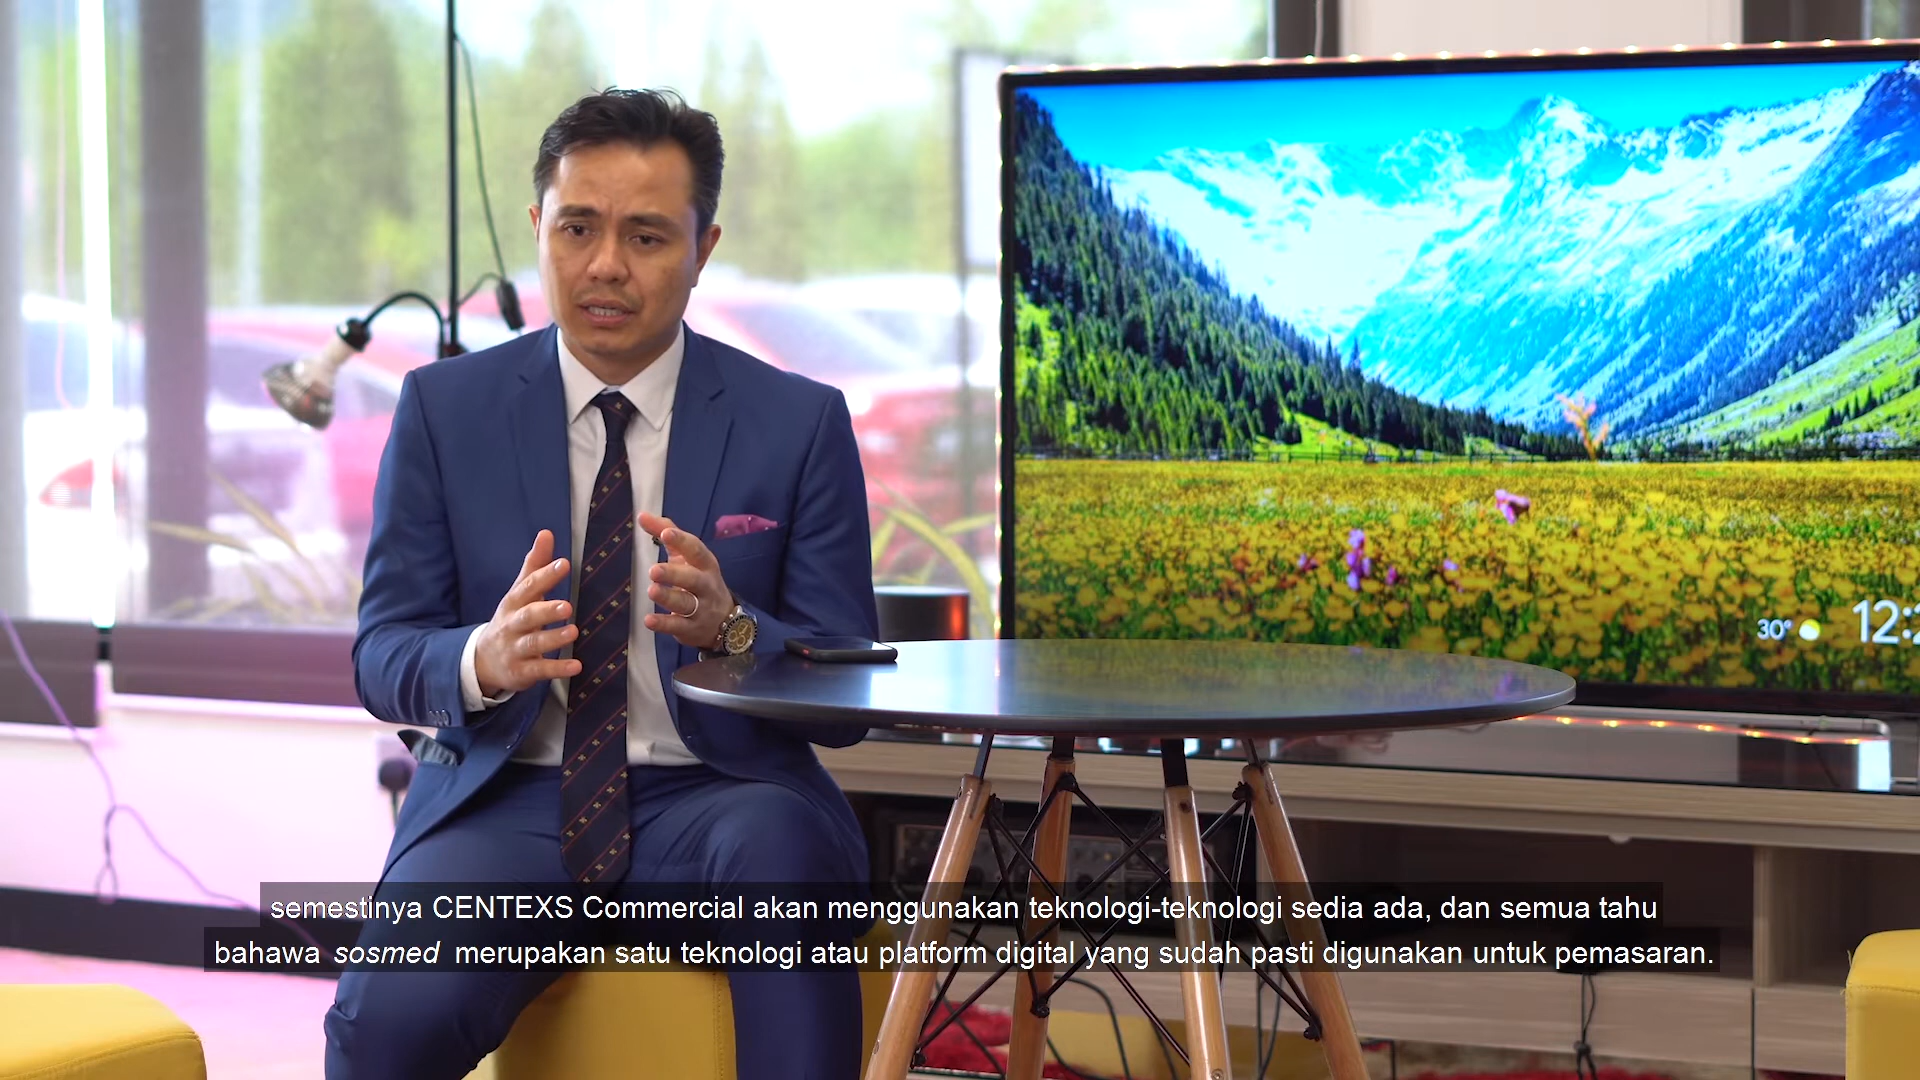 30°
semestinya CENTEXS Commercial akan menggunakan teknologi-teknologi sedia ada, dan semua tahu
bahawa sosmed merupakan satu teknologi atau platform digital yang sudah pasti digunakan untuk pemasaran.